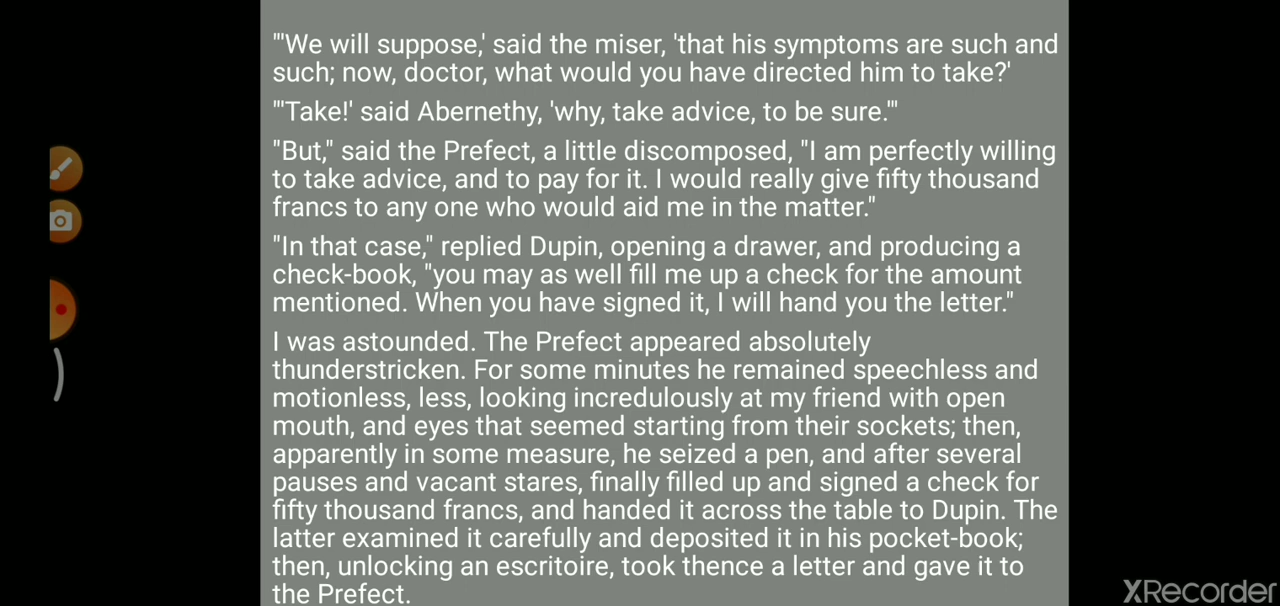 "'We will suppose,' said the miser, 'that his symptoms are such and
such; now, doctor, what would you have directed him to take?'
"'Take!' said Abernethy, 'why, take advice, to be sure.'"
"But," said the Prefect, a little discomposed, "I am perfectly willing
to take advice, and to pay for it. I would really give fifty thousand
francs to any one who would aid me in the matter."
"In that case," replied Dupin, opening a drawer, and producing a
check-book, "you may as well fill me up a check for the amount
mentioned. When you have signed it, I will hand you the letter."
I was astounded. The Prefect appeared absolutely
thunderstricken. For some minutes he remained speechless and
motionless, less, looking incredulously at my friend with open
mouth, and eyes that seemed starting from their sockets; then,
apparently in some measure, he seized a pen, and after several
pauses and vacant stares, finally filled up and signed a check for
fifty thousand francs, and handed it across the table to Dupin. The
latter examined it carefully and deposited it in his pocket-book;
then, unlocking an escritoire, took thence a letter and gave it to
the Prefect.
XRecorder